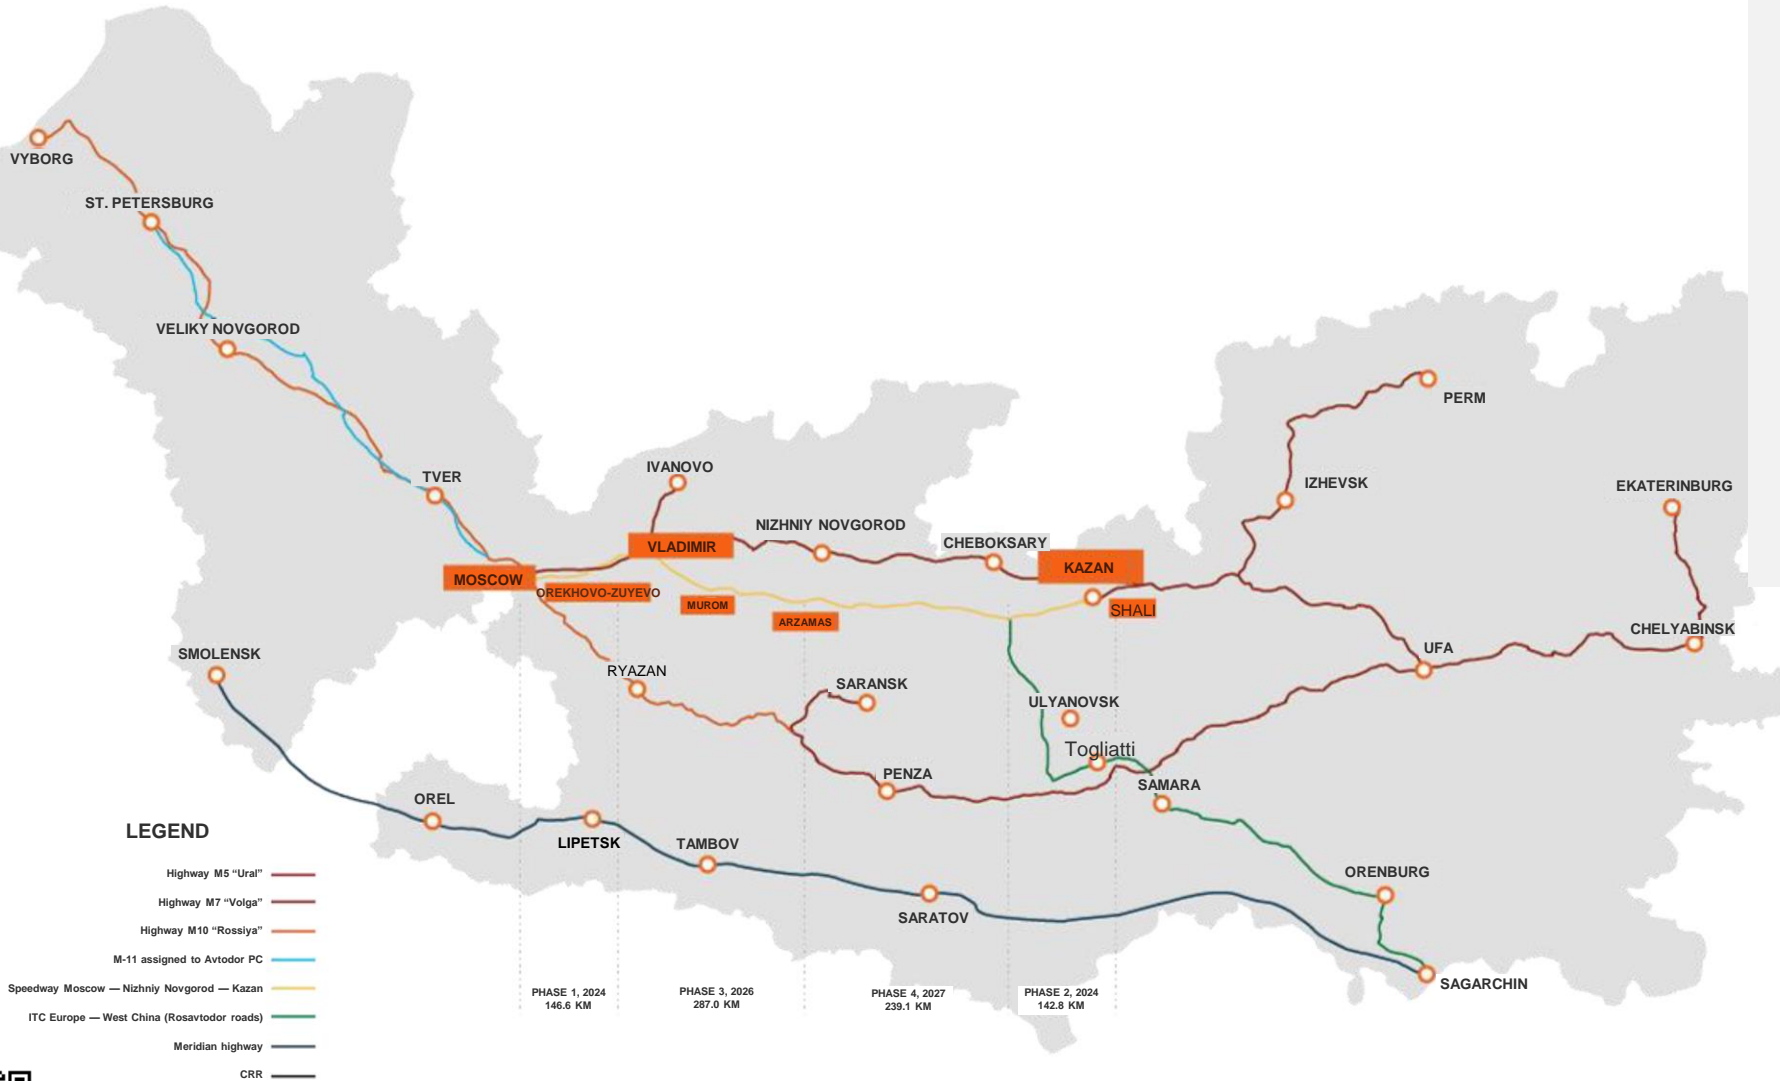 VYBORG
ST. PETERSBURG
VELIKY NOVGOROD
PERM
IVANOVO
TVER
IZHEVSK
EKATERINBURG
NIZHNIY NOVGOROD
CHEBOKSARY
VLADIMIR
KAZAN
MOSCOW
OREKHOVO-ZUYEVO
MUROM
SHALI
ARZAMAS
CHELYABINSK
SMOLENSK
UFA
RYAZAN
SARANSK
ULYANOVSK
Togliatti
PENZA
SAMARA
OREL
LIPETSK
TAMBOV
ORENBURG
SARATOV
SAGARCHIN
PHASE 1, 2024
146.6 KM
PHASE 3, 2026
287.0 KM
PHASE 4, 2027
239.1 KM
PHASE 2, 2024
142.8 KM
LEGEND
Highway M5 “Ural”
Highway M7 “Volga”
Highway M10 “Rossiya”
M-11 assigned to Avtodor PC
Speedway Moscow — Nizhniy Novgorod — Kazan
ITC Europe — West China (Rosavtodor roads)
Meridian highway
CRR